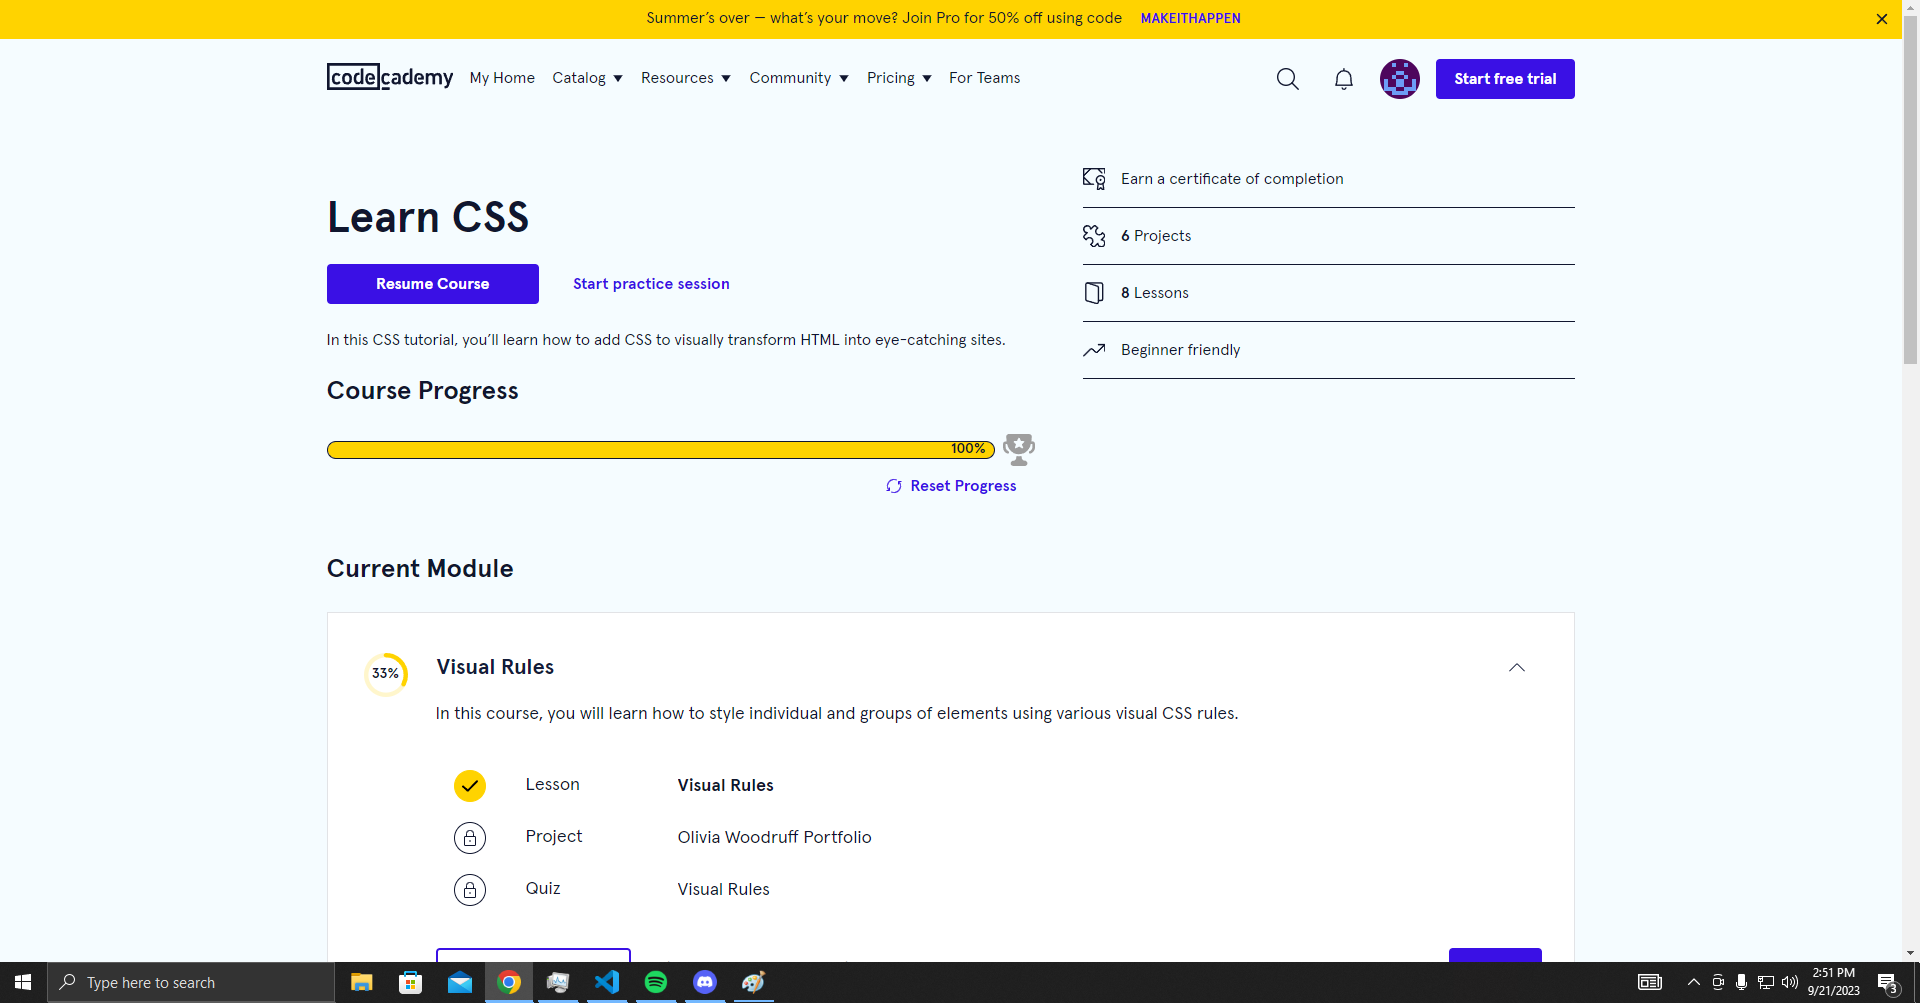 Summer’s over — what’s your move? Join Pro for 50% off using code MAKEITHAPPEN
codecademy My Home Catalog Resources Community Pricing For Teams Start free trial
Earn a certificate of completion
6 Projects
8 Lessons
Beginner friendly
Learn CSS
Resume Course Start practice session
In this CSS tutorial, you’ll learn how to add CSS to visually transform HTML into eye-catching sites.
Course Progress
100%
Reset Progress
Current Module
33% Visual Rules
In this course, you will learn how to style individual and groups of elements using various visual CSS rules.
Lesson Visual Rules
Project Olivia Woodruff Portfolio
Quiz Visual Rules
Type here to search
2:51 PM
9/21/2023
3